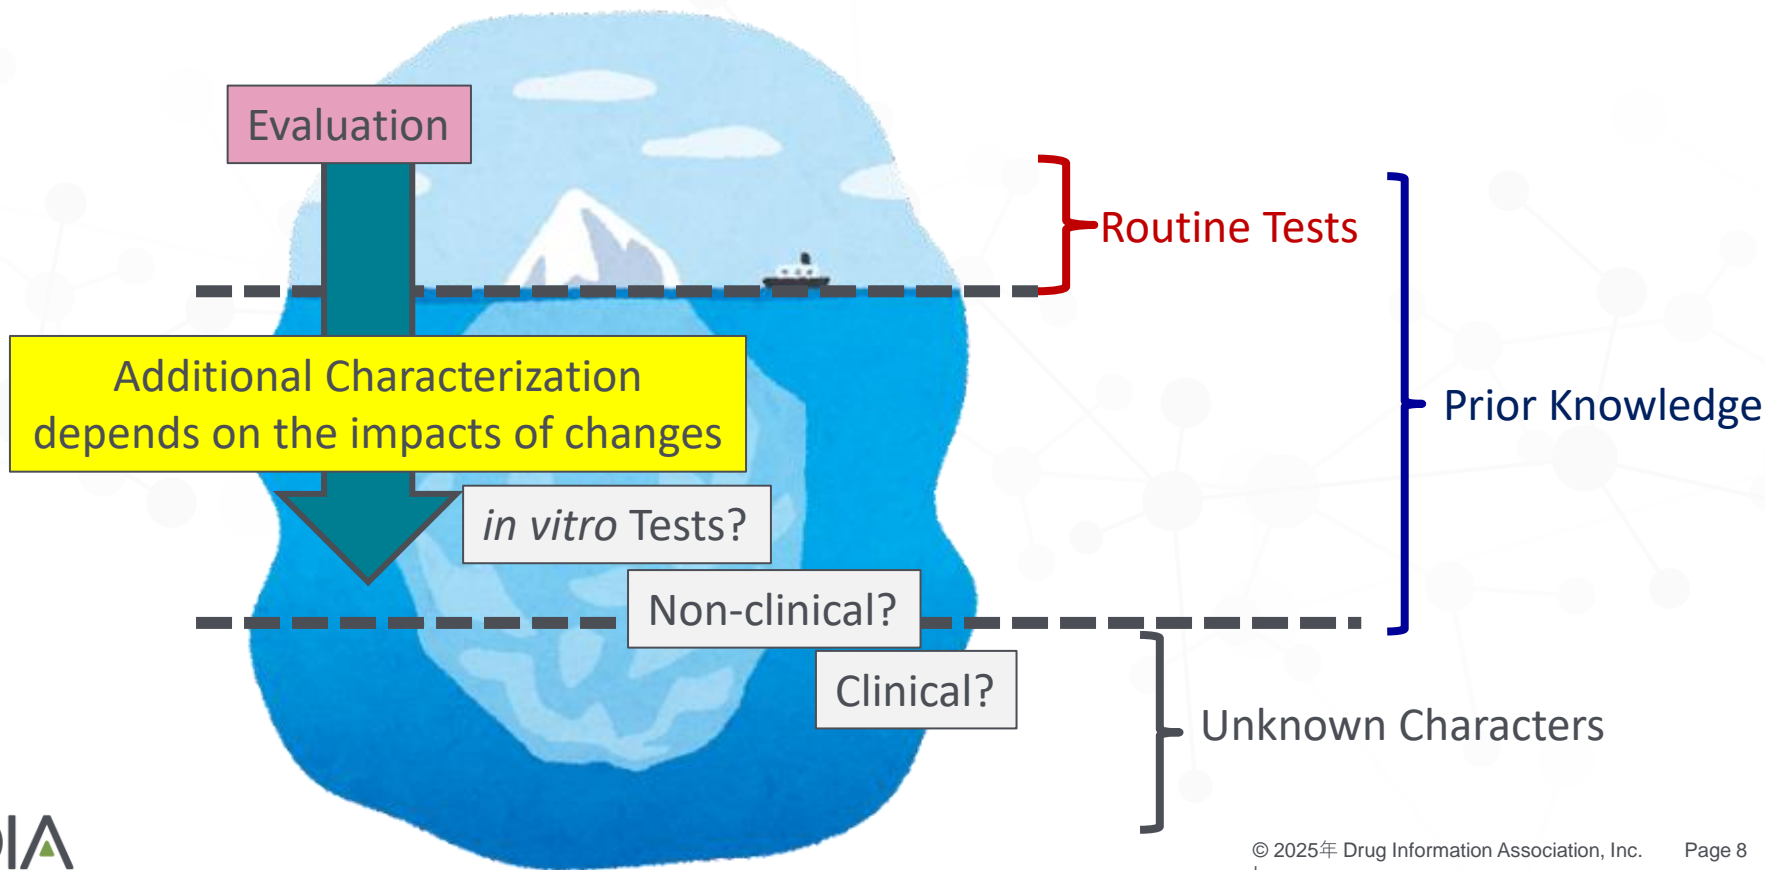 Evaluation
Routine Tests
Additional Characterization
depends on the impacts of changes
Prior Knowledge
in vitro Tests?
Non-clinical?
Clinical?
Unknown Characters
DIA
© 2025年 Drug Information Association, Inc. Page 8